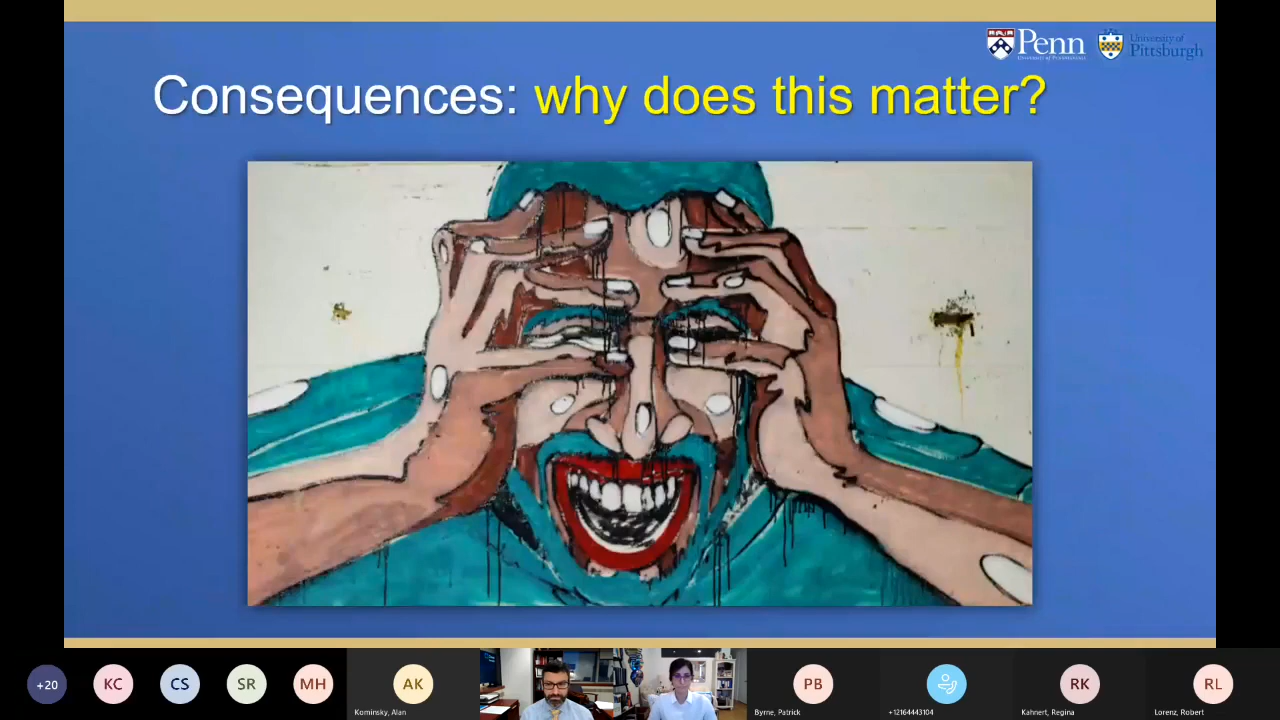 Penn
University of Pennsylvania
University of
Pittsburgh
Consequences: why does this matter?
+20
KC
CS
SR
MH
AK
Kominsky, Alan
PB
Byrne, Patrick
+12164443104
RK
Kahnert, Regina
RL
Lorenz, Robert